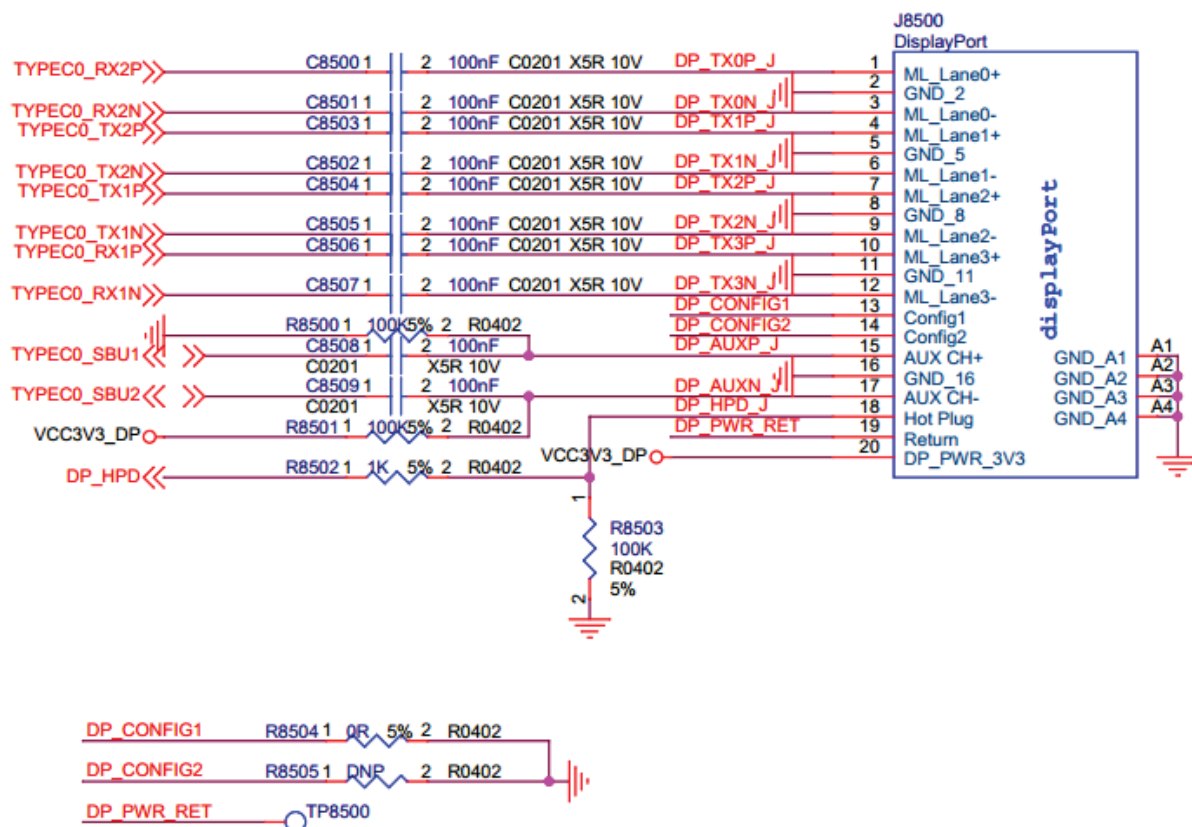 J8500
DisplayPort
TYPEC0_RX2P C8500 1 2 100nF C0201 X5R 10V DP_TX0P_J 1 ML_Lane0+
2 GND_2
TYPEC0_RX2N C8501 1 2 100nF C0201 X5R 10V DP_TX0N_J 3 ML_Lane0-
TYPEC0_TX2P C8503 1 2 100nF C0201 X5R 10V DP_TX1P_J 4 ML_Lane1+
5 GND_5
TYPEC0_TX2N C8502 1 2 100nF C0201 X5R 10V DP_TX1N_J 6 ML_Lane1-
TYPEC0_TX1P C8504 1 2 100nF C0201 X5R 10V DP_TX2P_J 7 ML_Lane2+
8 GND_8
TYPEC0_TX1N C8505 1 2 100nF C0201 X5R 10V DP_TX2N_J 9 ML_Lane2-
TYPEC0_RX1P C8506 1 2 100nF C0201 X5R 10V DP_TX3P_J 10 ML_Lane3+
11 GND_11
TYPEC0_RX1N C8507 1 2 100nF C0201 X5R 10V DP_TX3N_J 12 ML_Lane3-
DP_CONFIG1 13 Config1
R8500 1 100K 5% 2 R0402 DP_CONFIG2 14 Config2
TYPEC0_SBU1 C8508 1 2 100nF DP_AUXP_J 15 AUX CH+ GND_A1 A1
C0201 X5R 10V 16 GND_16 GND_A2 A2
TYPEC0_SBU2 C8509 1 2 100nF DP_AUXN_J 17 AUX CH- GND_A3 A3
C0201 X5R 10V DP_HPD_J 18 Hot Plug GND_A4 A4
VCC3V3_DP R8501 1 100K 5% 2 R0402 DP_PWR_RET 19 Return
VCC3V3_DP 20 DP_PWR_3V3
displayPort
DP_HPD R8502 1 1K 5% 2 R0402
1
R8503
100K
R0402
5%
2
DP_CONFIG1 R8504 1 0R 5% 2 R0402
DP_CONFIG2 R8505 1 DNP 2 R0402
DP_PWR_RET TP8500